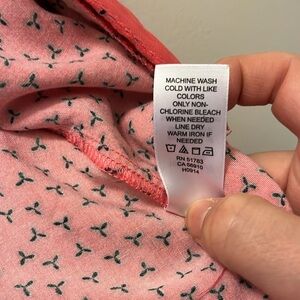 MACHINE WASH
COLD WITH LIKE
COLORS
ONLY NON-
CHLORINE BLEACH
WHEN NEEDED
LINE DRY
WARM IRON IF
NEEDED
RN 51783
CA 56910
H0914